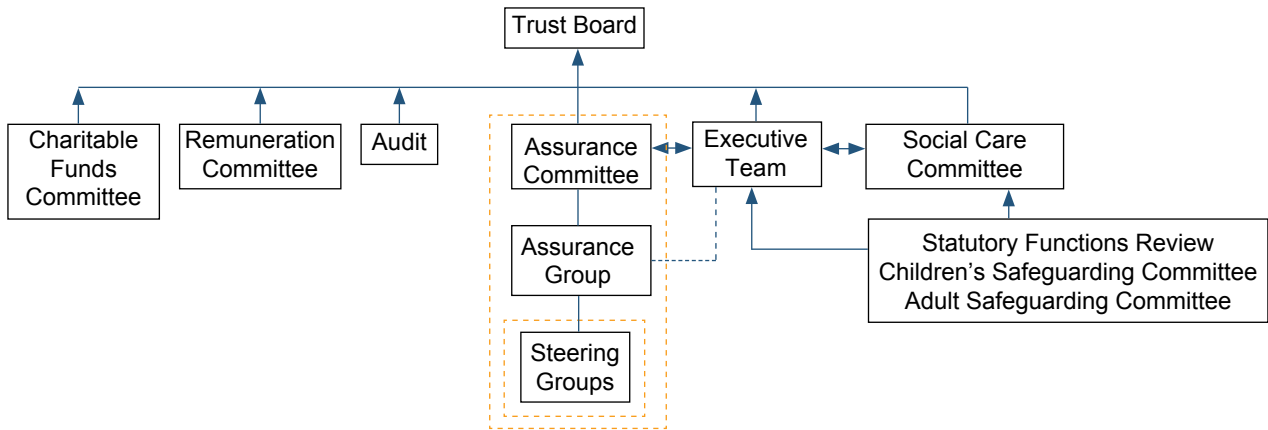 Trust Board
Charitable
Funds
Committee
Remuneration
Committee
Audit
Assurance
Committee
Executive
Team
Social Care
Committee
Assurance
Group
Statutory Functions Review
Children’s Safeguarding Committee
Adult Safeguarding Committee
Steering
Groups